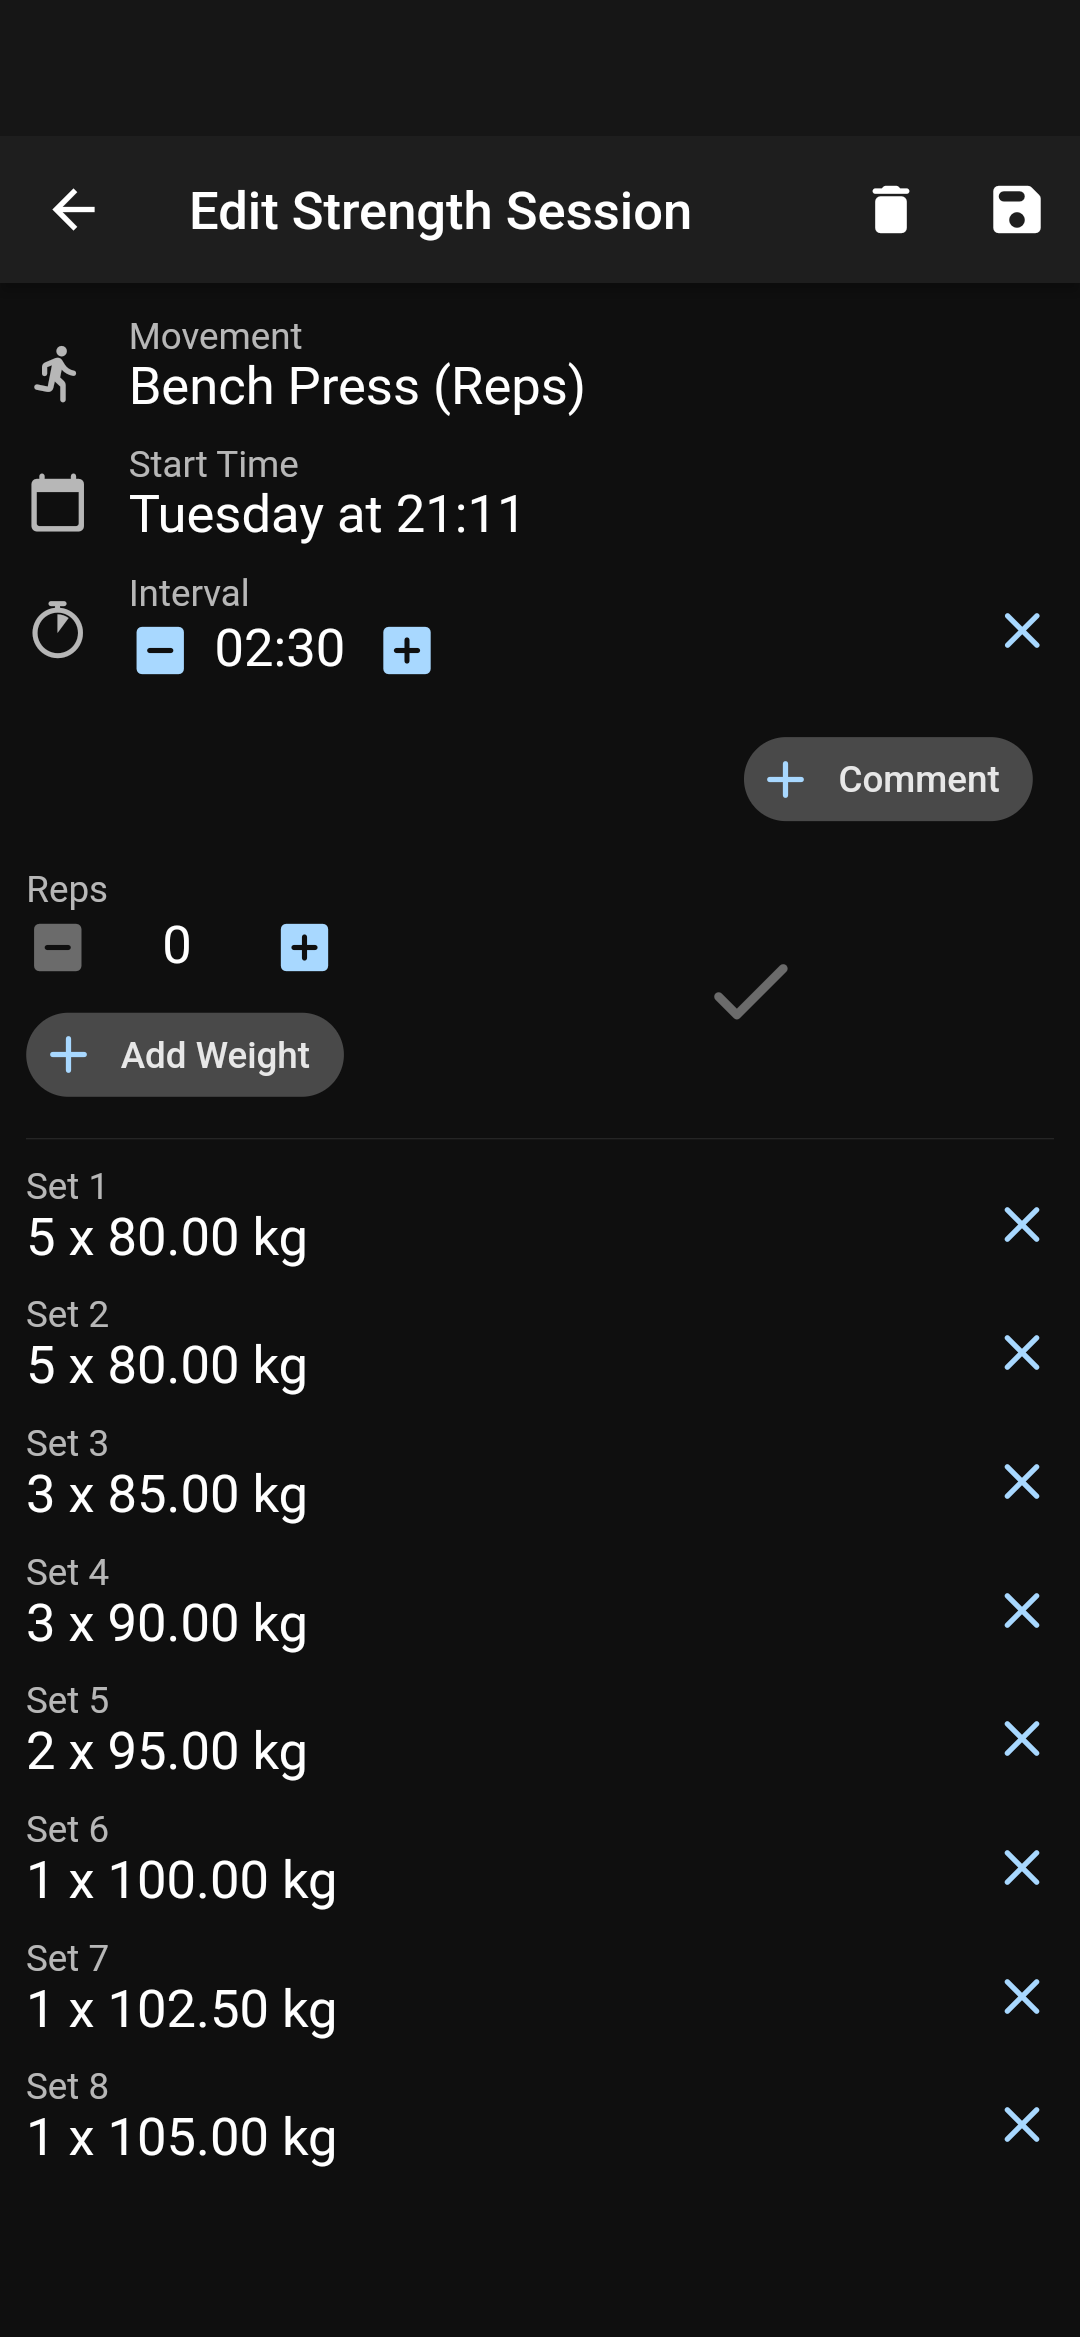 Edit Strength Session
Movement
Bench Press (Reps)
Start Time
Tuesday at 21:11
Interval
02:30
Comment
Reps
0
Add Weight
Set 1
5 x 80.00 kg
Set 2
5 x 80.00 kg
Set 3
3 x 85.00 kg
Set 4
3 x 90.00 kg
Set 5
2 x 95.00 kg
Set 6
1 x 100.00 kg
Set 7
1 x 102.50 kg
Set 8
1 x 105.00 kg